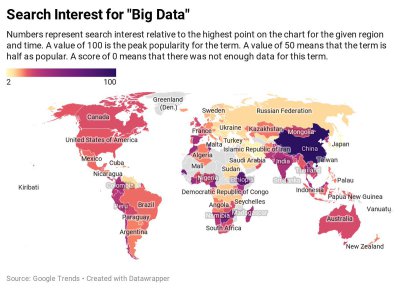 Search Interest for "Big Data"
Numbers represent search interest relative to the highest point on the chart for the given region
and time. A value of 100 is the peak popularity for the term. A value of 50 means that the term is
half as popular. A score of 0 means that there was not enough data for this term.
2 100
Greenland
(Den.)
Sweden
Russian Federation
Canada
France
Ukraine
Kazakhstan
Mongolia
United States of America
Turkey
Japan
Malta
Islamic Republic of Iran
China
Mexico
Cuba
Algeria
Saudi Arabia
India
Taiwan
Nicaragua
Mali
Sudan
Thailand
Kiribati
Colombia
Nigeria
Ethiopia
Sri Lanka
Palau
Democratic Republic of Congo
Indonesia
Peru
Brazil
Angola
Seychelles
Papua New Guinea
Paraguay
Namibia
Madagascar
Vanuatu
Australia
Argentina
South Africa
New Zealand
Source: Google Trends • Created with Datawrapper